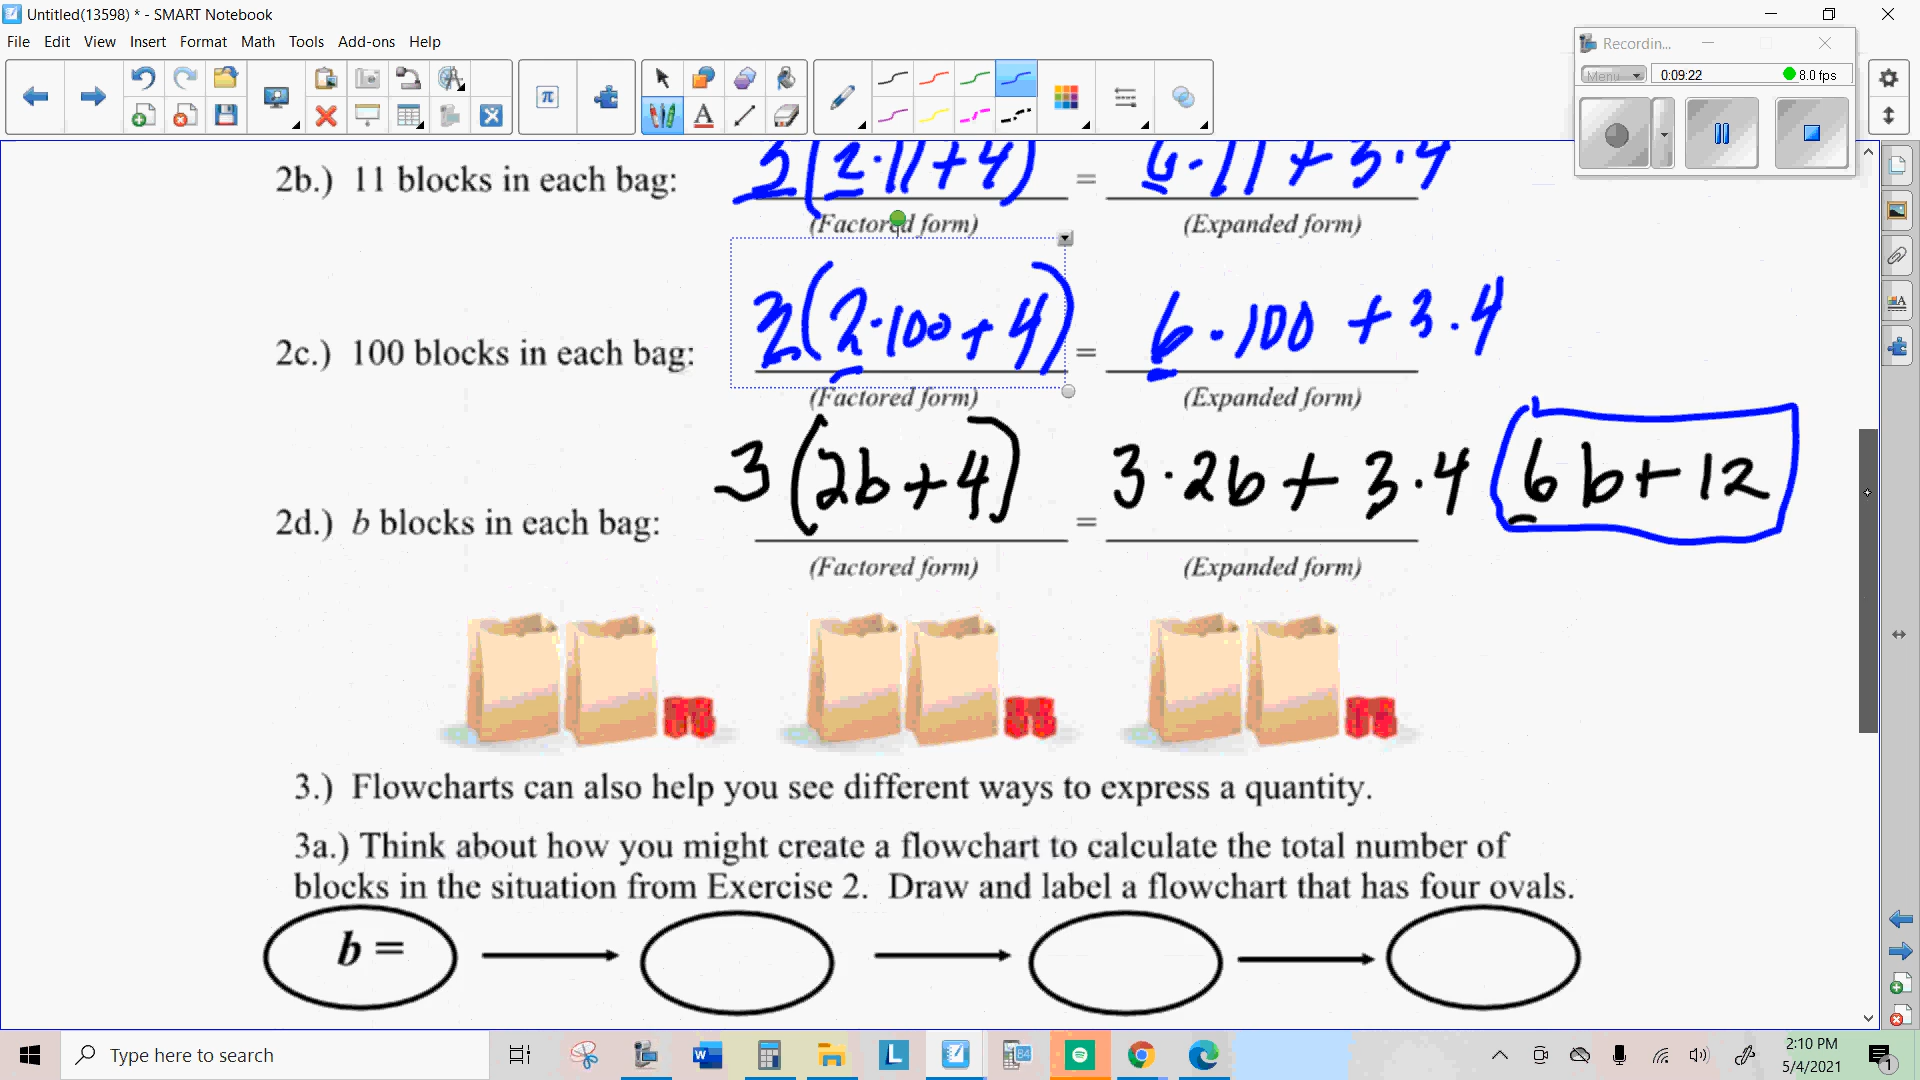 Untitled(13598) * - SMART Notebook
File Edit View Insert Format Math Tools Add-ons Help
Recordin...
Menu 0:09:22 8.0 fps
2b.) 11 blocks in each bag: (2·11+4) = 6·11 + 3·4
(Factored form) (Expanded form)
2c.) 100 blocks in each bag: 3(2·100+4) = 6·100 + 3·4
(Factored form) (Expanded form)
2d.) b blocks in each bag: 3(2b+4) = 3·2b + 3·4 6b+12
(Factored form) (Expanded form)
3.) Flowcharts can also help you see different ways to express a quantity.
3a.) Think about how you might create a flowchart to calculate the total number of
blocks in the situation from Exercise 2. Draw and label a flowchart that has four ovals.
b =
Type here to search
2:10 PM
5/4/2021
1